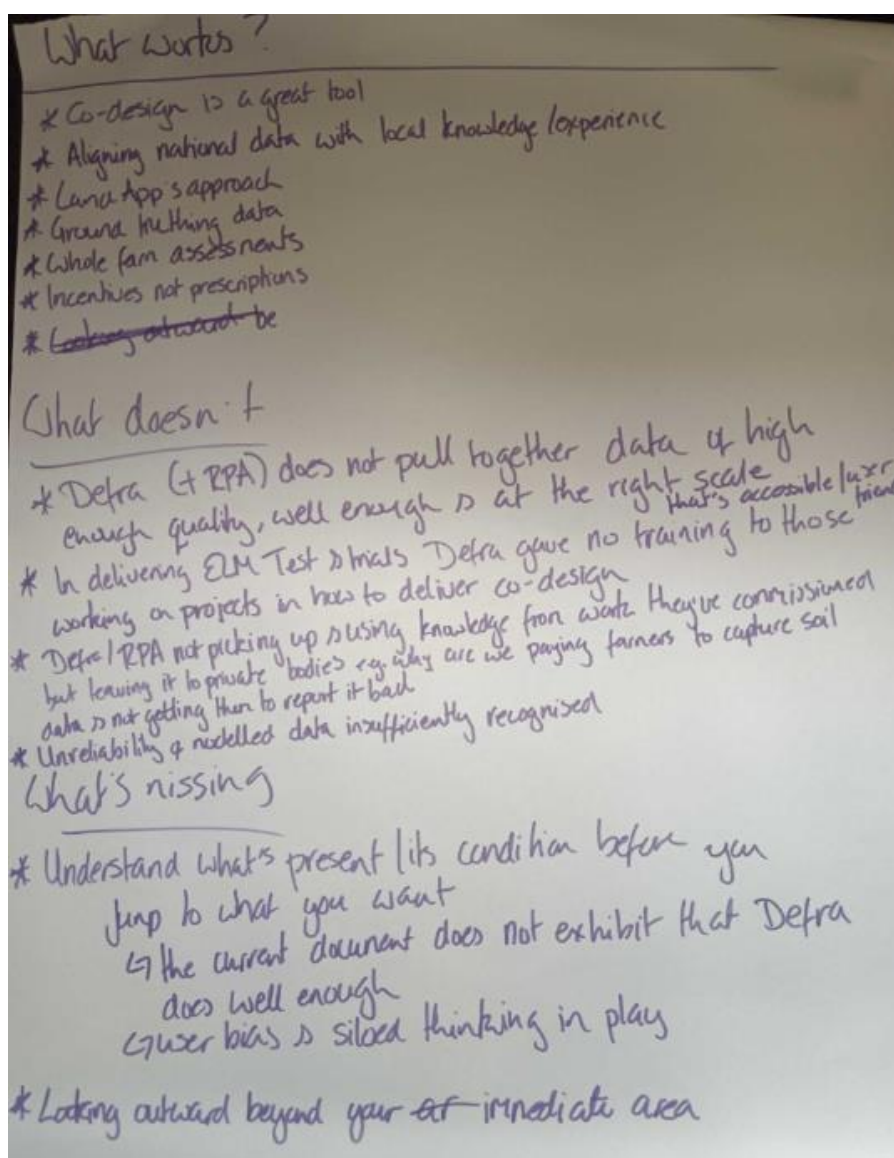 What works?
* Co-design is a great tool
* Aligning national data with local knowledge/experience
* Land App's approach
* Ground truthing data
* Whole farm assessments
* Incentives not prescriptions
* Looking outward be
What doesn't
* Defra (+ RPA) does not pull together data of high
enough quality, well enough & at the right scale
that's accessible/user friendly
* In delivering ELM Test & trials Defra gave no training to those
working on projects in how to deliver co-design
* Defra/RPA not picking up & using knowledge from work they've commissioned
but leaving it to private bodies eg. why are we paying farmers to capture soil
data & not getting them to report it back
* Unreliability of modelled data insufficiently recognised
What's missing
* Understand what's present/its condition before you
jump to what you want
↳ the current document does not exhibit that Defra
does well enough
↳ user bias & siloed thinking in play
* Looking outward beyond your immediate area